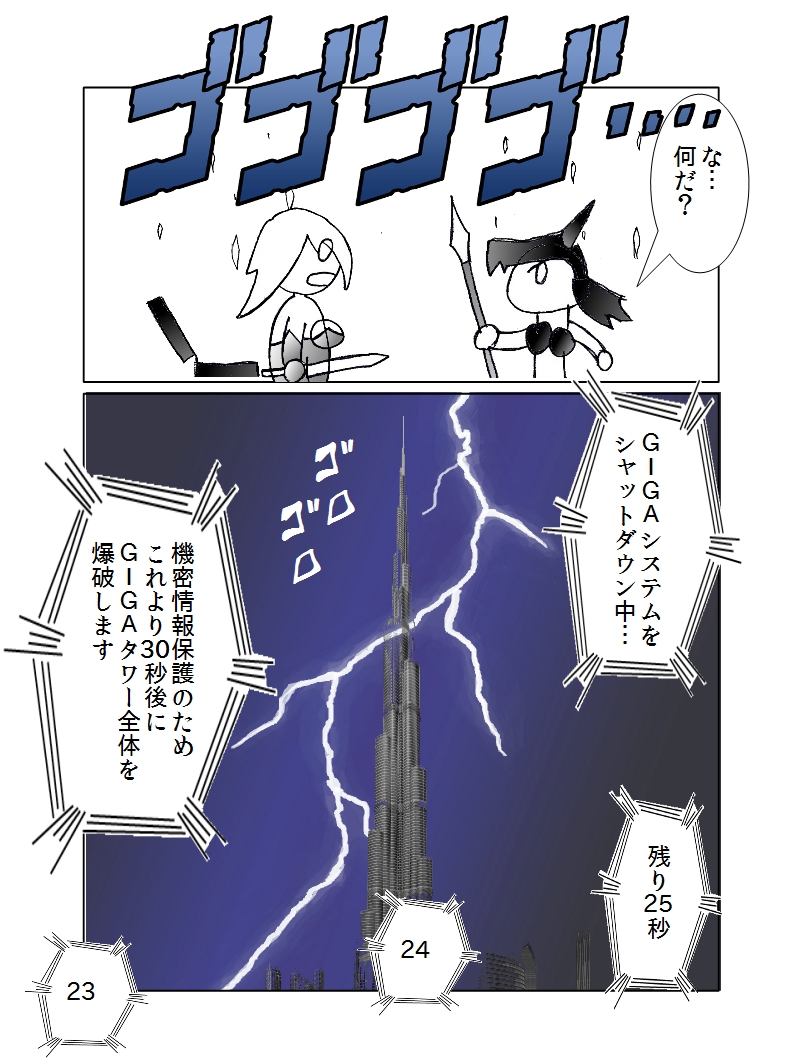 ゴゴゴゴ‥‥
な…
何だ？
GIGAシステムを
シャットダウン中…
ゴロ
ゴロ
機密情報保護のため
これより30秒後に
GIGAタワー全体を
爆破します
残り
25
秒
24
23